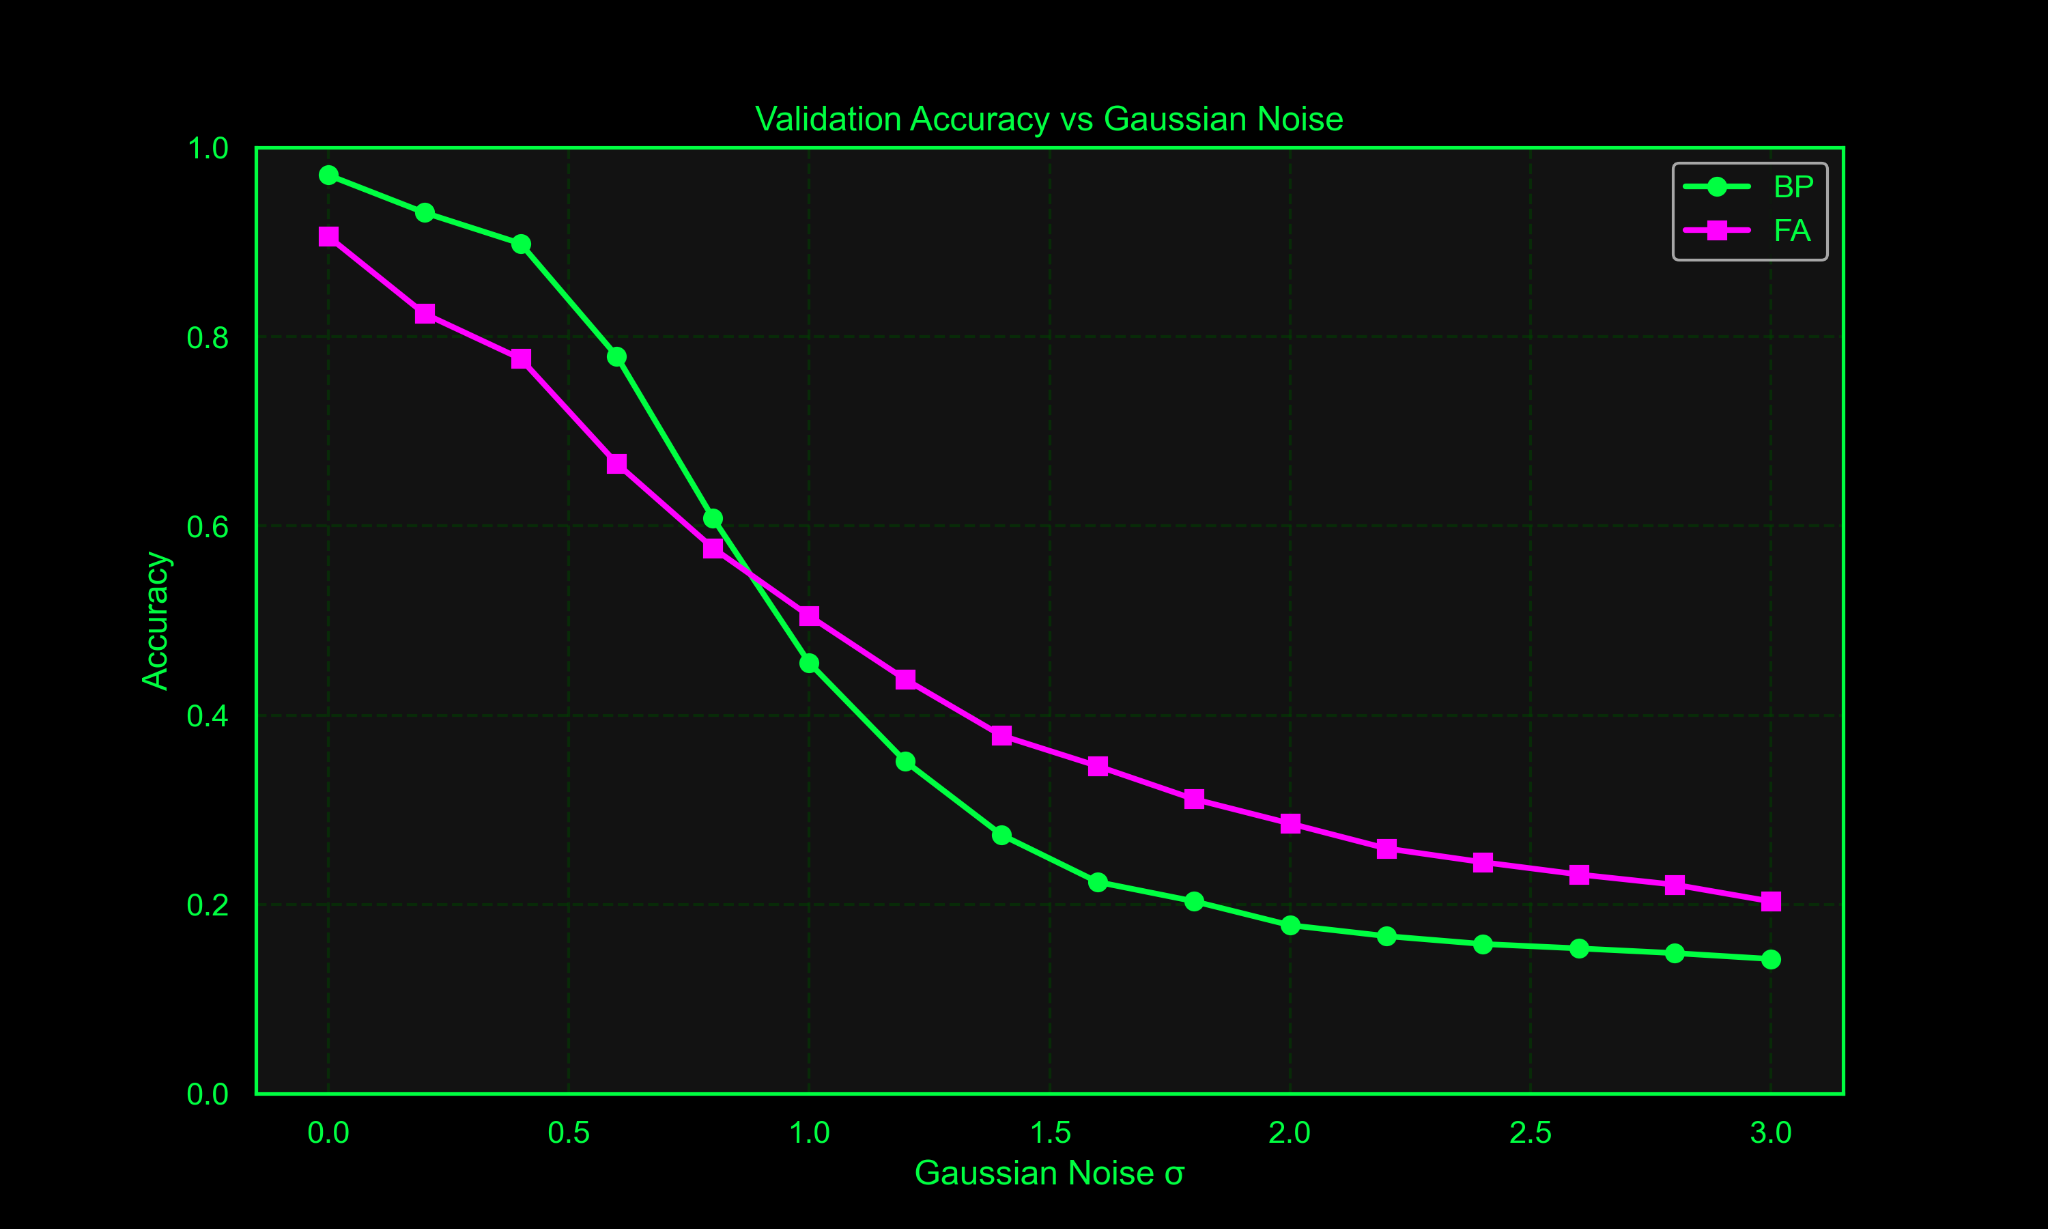 Validation Accuracy vs Gaussian Noise
BP
FA
Accuracy
1.0
0.8
0.6
0.4
0.2
0.0
0.0 0.5 1.0 1.5 2.0 2.5 3.0
Gaussian Noise σ